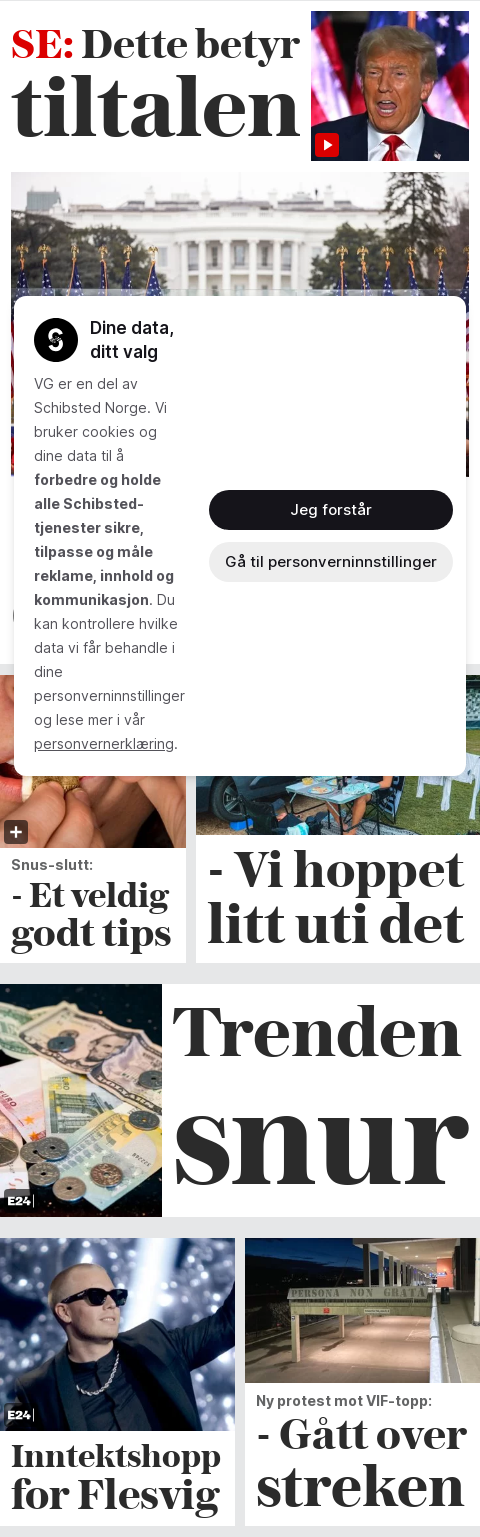 SE: Dette betyr
tiltalen
Dine data,
ditt valg
VG er en del av
Schibsted Norge. Vi
bruker cookies og
dine data til å
forbedre og holde
alle Schibsted-
tjenester sikre,
tilpasse og måle
reklame, innhold og
kommunikasjon. Du
kan kontrollere hvilke
data vi får behandle i
dine
personverninnstillinger
og lese mer i vår
personvernerklæring.
Jeg forstår
Gå til personverninnstillinger
Snus-slutt:
- Et veldig
godt tips
- Vi hoppet
litt uti det
E24
Trenden
snur
E24
Inntektshopp
for Flesvig
PERSONA NON GRATA
Ny protest mot VIF-topp:
- Gått over
streken